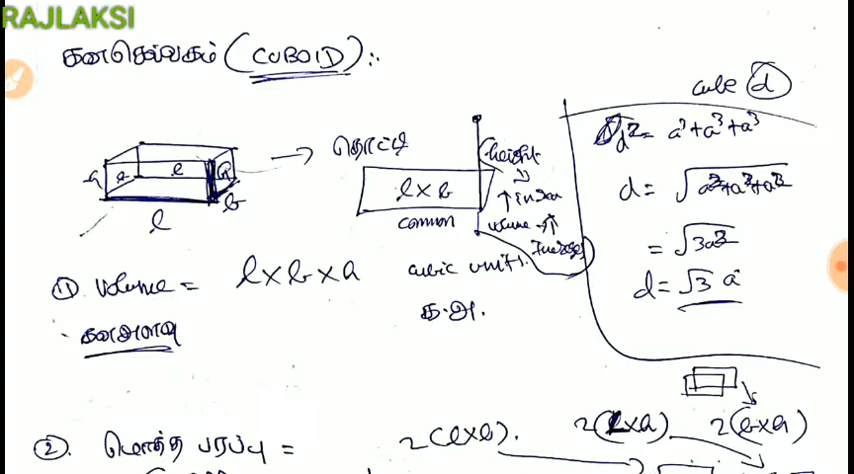 RAJLAKSI
கனசெவ்வகம் (CUBOID):-
cube d
d² = a²+a²+a²
தொட்டி
height
l × b
common
volume
d = √a²+a²+a²
= √3a²
d = √3 a
l
b
① Volume = l×b×h
cubic units.
கனஅளவு
க.அ.
② மொத்த பரப்பு =
2(l×b).
2(l×h)
2(b×h)